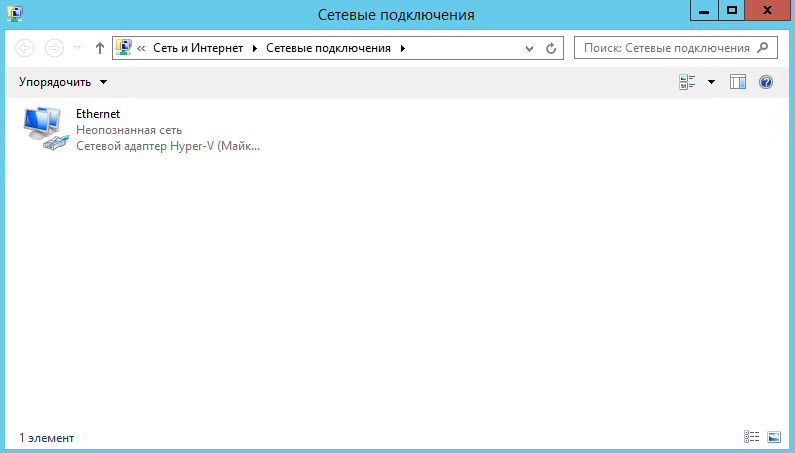 Сетевые подключения
« Сеть и Интернет Сетевые подключения
Поиск: Сетевые подключения
Упорядочить
Ethernet
Неопознанная сеть
Сетевой адаптер Hyper-V (Майк...
1 элемент